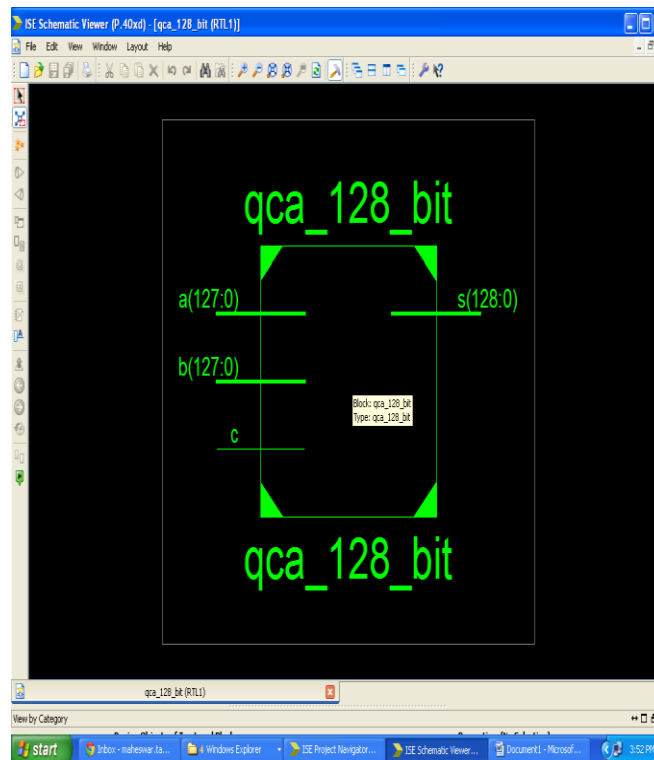 ISE Schematic Viewer (P.40xd) - [qca_128_bit (RTL1)]
File Edit View Window Layout Help
qca_128_bit
a(127:0)
s(128:0)
b(127:0)
Block: qca_128_bit
Type: qca_128_bit
c
qca_128_bit
qca_128_bit (RTL1)
View by Category
start
Inbox - maheswar.ta...
4 Windows Explorer
ISE Project Navigator...
ISE Schematic Viewer...
Document1 - Microsof...
3:52 PM